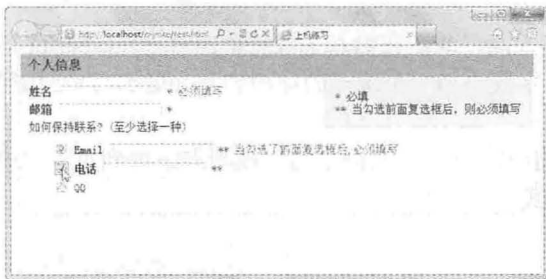 localhost
上机练习
个人信息
姓名 * 必须填写
* 必填
邮箱 *
** 当勾选前面复选框后，则必须填写
如何保持联系?（至少选择一种）
Email ** 当勾选了前面复选框后，必须填写
电话 **
QQ